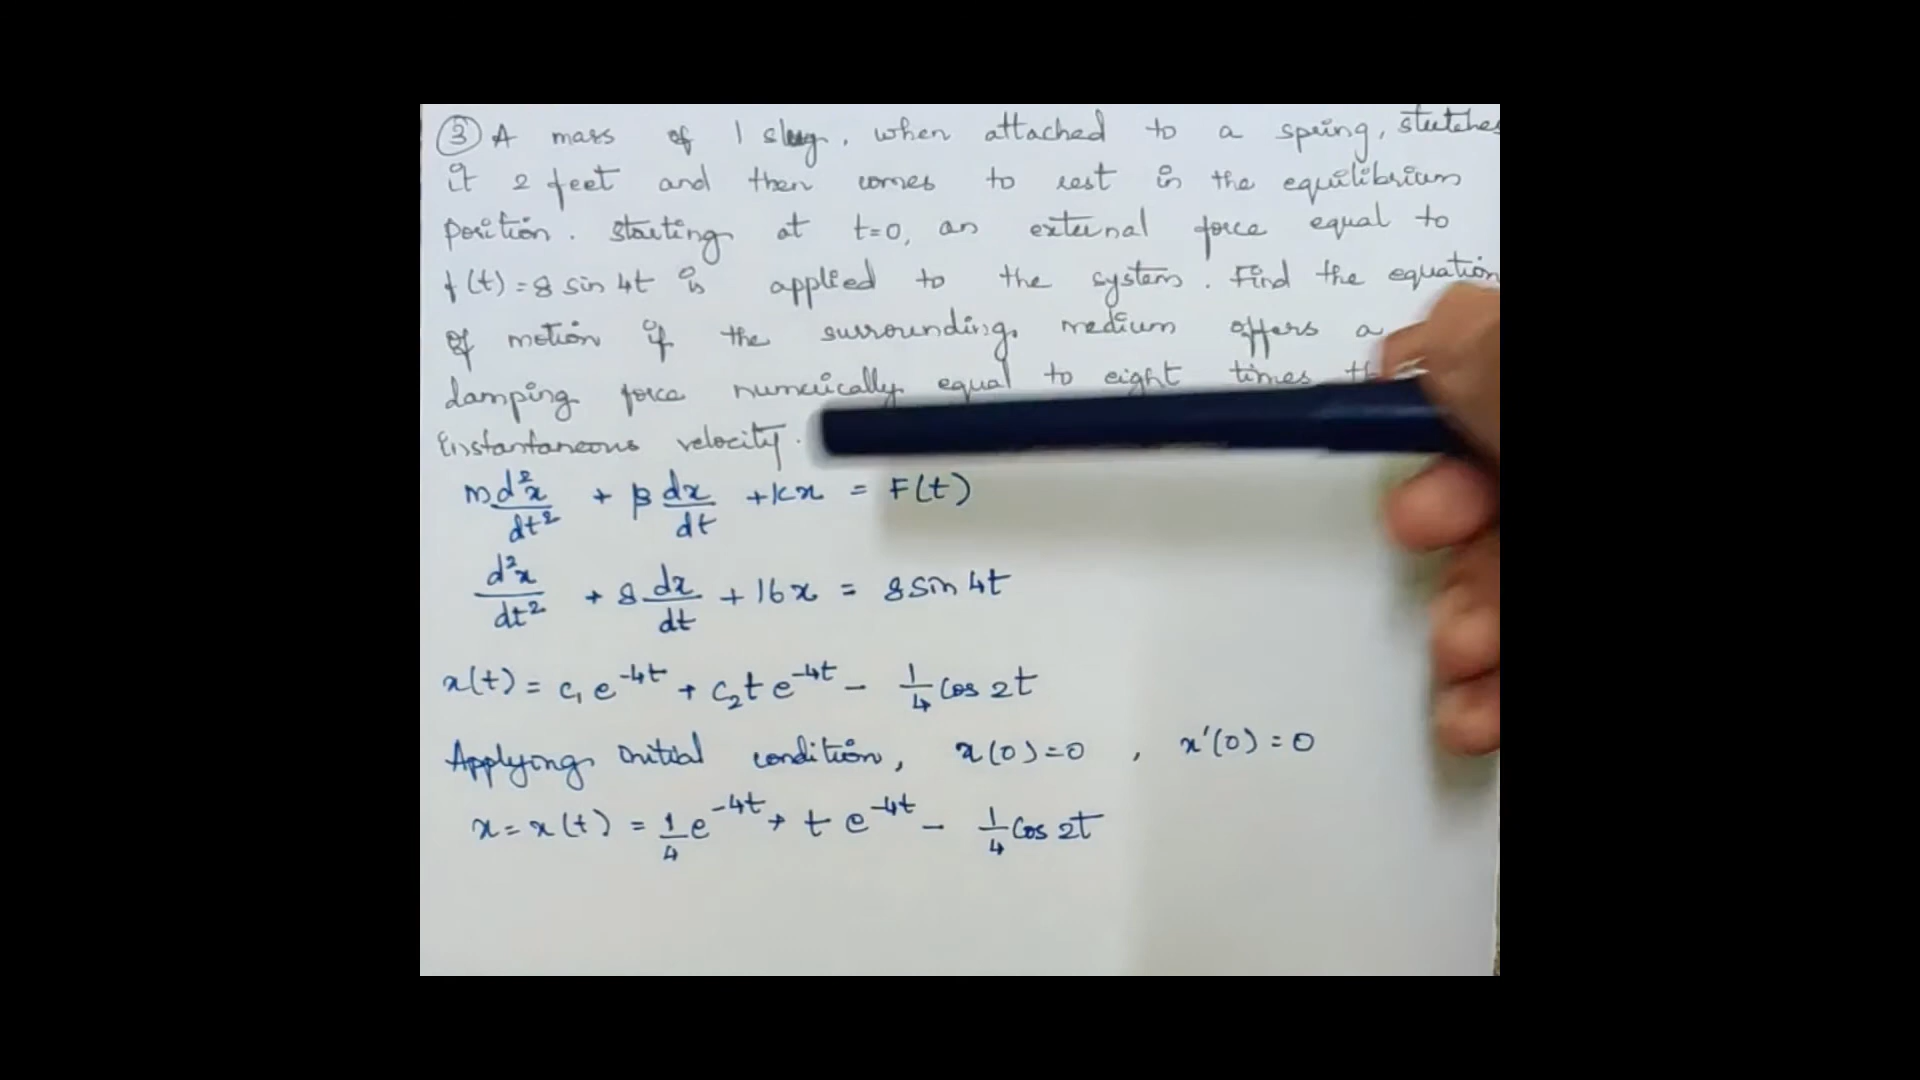 ③ A mass of 1 slug, when attached to a spring, stretches
it 2 feet and then comes to rest in the equilibrium
position. Starting at t=0, an external force equal to
f(t)=8 sin 4t is applied to the system. Find the equation
of motion if the surrounding medium offers a
damping force numerically equal to eight times
instantaneous velocity.
m d²x/dt² + β dx/dt + kx = F(t)
d²x/dt² + 8 dx/dt + 16x = 8 sin 4t
x(t) = c₁e^-4t + c₂te^-4t - 1/4 cos 2t
Applying initial condition, x(0)=0, x'(0)=0
x = x(t) = 1/4 e^-4t + te^-4t - 1/4 cos 2t